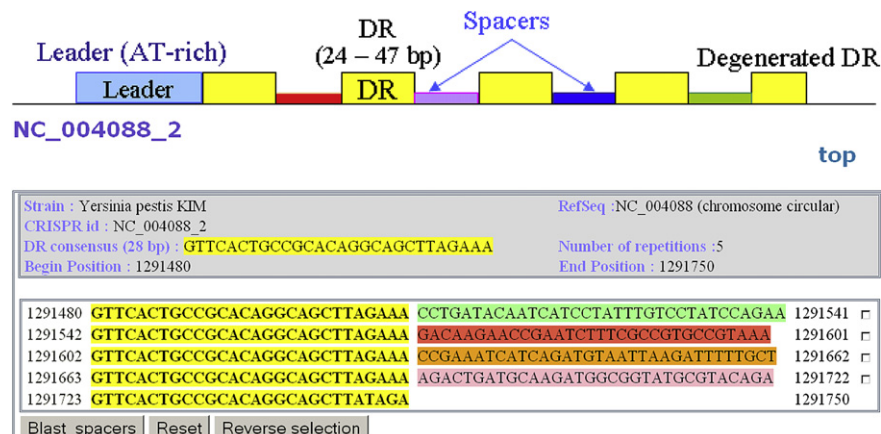 DR
Spacers
Leader (AT-rich)
(24 – 47 bp)
Degenerated DR
Leader
DR
NC_004088_2
top
Strain : Yersinia pestis KIM RefSeq :NC_004088 (chromosome circular)
CRISPR id : NC_004088_2
DR consensus (28 bp) : GTTCACTGCCGCACAGGCAGCTTAGAAA Number of repetitions :5
Begin Position : 1291480 End Position : 1291750
1291480 GTTCACTGCCGCACAGGCAGCTTAGAAA CCTGATACAATCATCCTATTTGTCCTATCCAGAA 1291541
1291542 GTTCACTGCCGCACAGGCAGCTTAGAAA GACAAGAACCGAATCTTTCGCCGTGCCGTAAA 1291601
1291602 GTTCACTGCCGCACAGGCAGCTTAGAAA CCGAAATCATCAGATGTAATTAAGATTTTTGCT 1291662
1291663 GTTCACTGCCGCACAGGCAGCTTAGAAA AGACTGATGCAAGATGGCGGTATGCGTACAGA 1291722
1291723 GTTCACTGCCGCACAGGCAGCTTATAGA 1291750
Blast spacers Reset Reverse selection